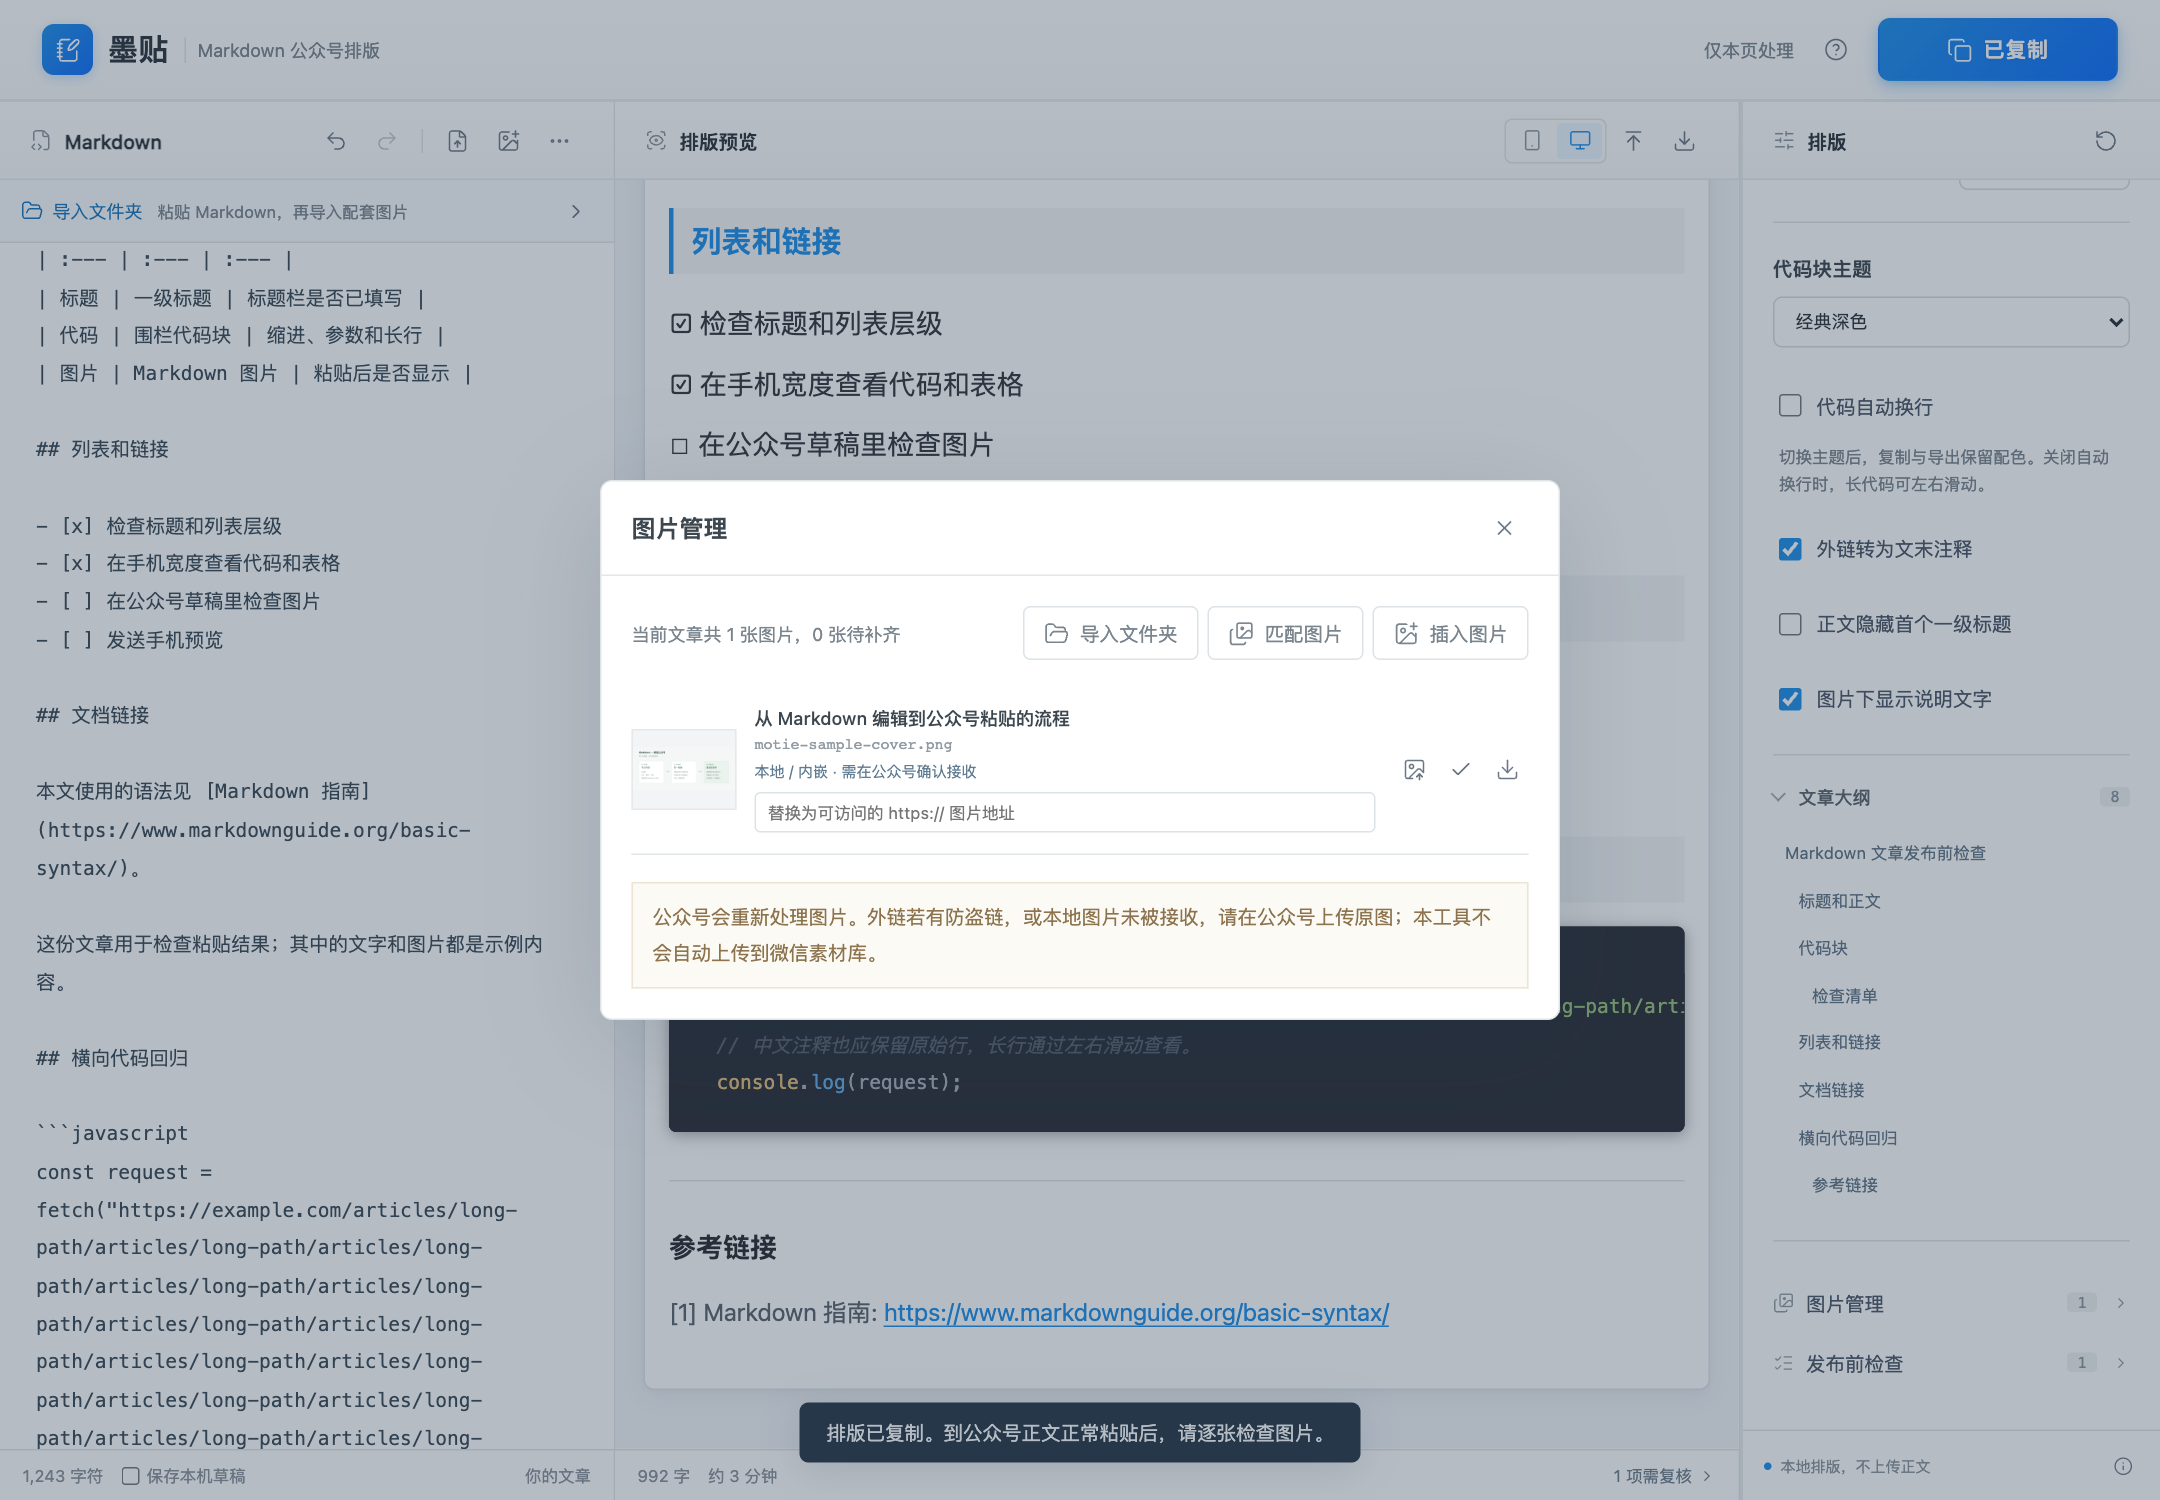 墨贴
Markdown 公众号排版
仅本页处理
已复制
Markdown
导入文件夹 粘贴 Markdown，再导入配套图片
| :--- | :--- | :--- |
| 标题 | 一级标题 | 标题栏是否已填写 |
| 代码 | 围栏代码块 | 缩进、参数和长行 |
| 图片 | Markdown 图片 | 粘贴后是否显示 |
## 列表和链接
- [x] 检查标题和列表层级
- [x] 在手机宽度查看代码和表格
- [ ] 在公众号草稿里检查图片
- [ ] 发送手机预览
## 文档链接
本文使用的语法见 [Markdown 指南]
(https://www.markdownguide.org/basic-
syntax/)。
这份文章用于检查粘贴结果；其中的文字和图片都是示例内
容。
## 横向代码回归
```javascript
const request =
fetch("https://example.com/articles/long-
path/articles/long-path/articles/long-
path/articles/long-path/articles/long-
path/articles/long-path/articles/long-
path/articles/long-path/articles/long-
path/articles/long-path/articles/long-
path/articles/long-path/articles/long-
1,243 字符
保存本机草稿
你的文章
排版预览
列表和链接
检查标题和列表层级
在手机宽度查看代码和表格
在公众号草稿里检查图片
图片管理
当前文章共 1 张图片，0 张待补齐
导入文件夹
匹配图片
插入图片
从 Markdown 编辑到公众号粘贴的流程
motie-sample-cover.png
本地 / 内嵌 · 需在公众号确认接收
替换为可访问的 https:// 图片地址
公众号会重新处理图片。外链若有防盗链，或本地图片未被接收，请在公众号上传原图；本工具不
会自动上传到微信素材库。
g-path/arti
// 中文注释也应保留原始行，长行通过左右滑动查看。
console.log(request);
参考链接
[1] Markdown 指南: https://www.markdownguide.org/basic-syntax/
排版已复制。到公众号正文正常粘贴后，请逐张检查图片。
992 字 约 3 分钟
1 项需复核
排版
代码块主题
经典深色
代码自动换行
切换主题后，复制与导出保留配色。关闭自动
换行时，长代码可左右滑动。
外链转为文末注释
正文隐藏首个一级标题
图片下显示说明文字
文章大纲 8
Markdown 文章发布前检查
标题和正文
代码块
检查清单
列表和链接
文档链接
横向代码回归
参考链接
图片管理 1
发布前检查 1
本地排版，不上传正文